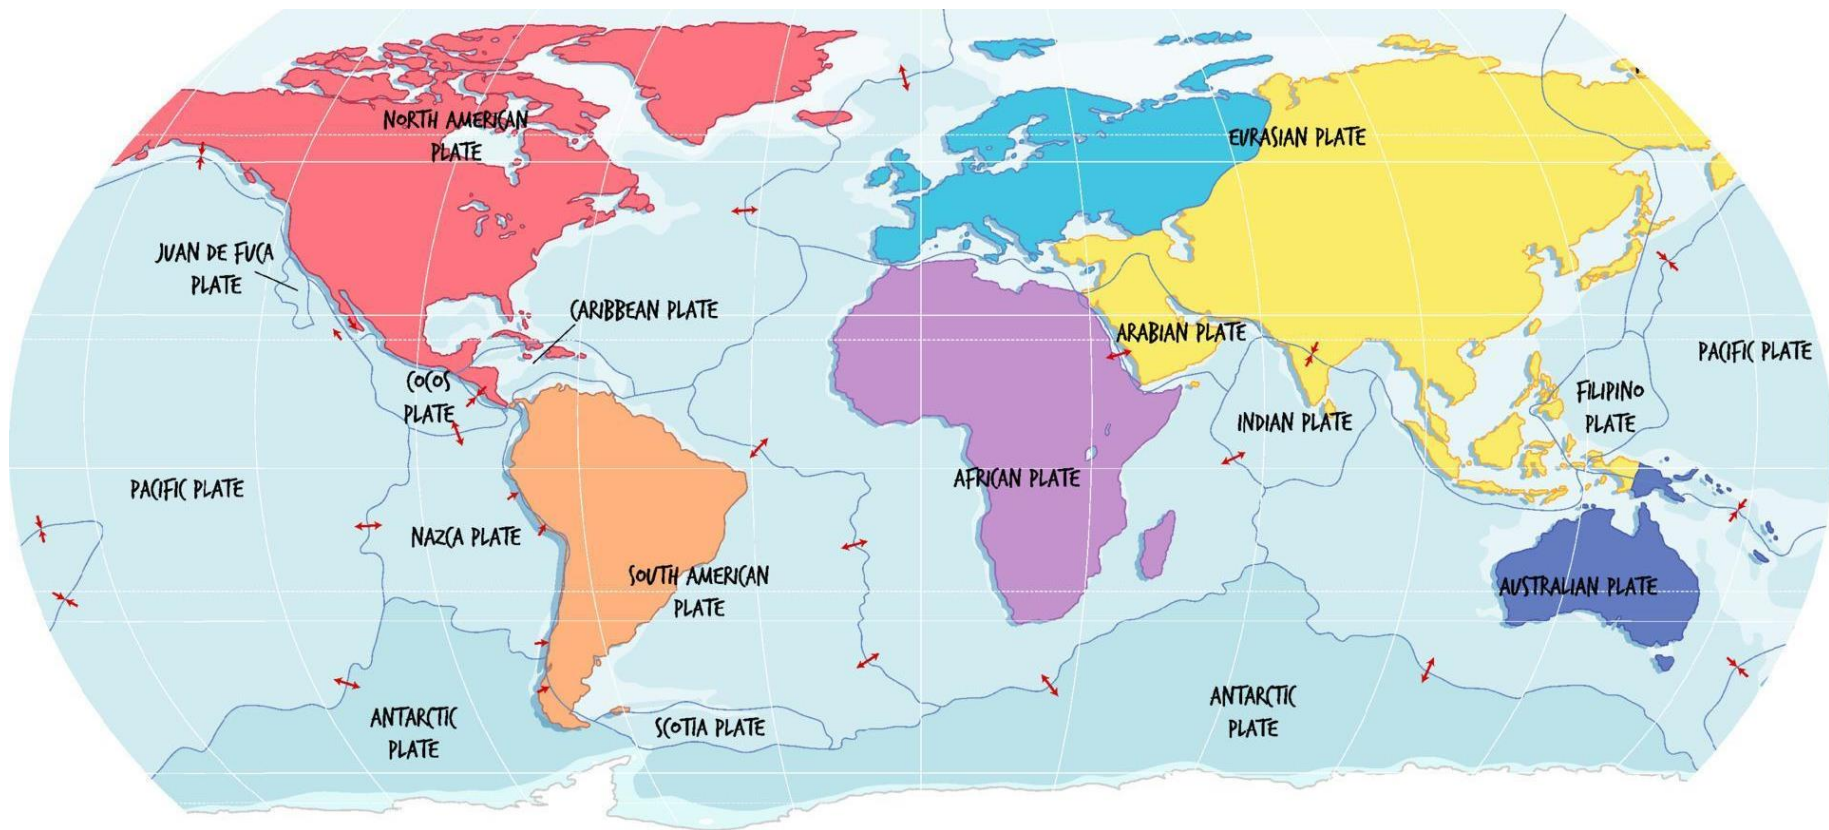 NORTH AMERICAN
PLATE
EURASIAN PLATE
JUAN DE FUCA
PLATE
CARIBBEAN PLATE
ARABIAN PLATE
PACIFIC PLATE
COCOS
PLATE
FILIPINO
PLATE
INDIAN PLATE
AFRICAN PLATE
PACIFIC PLATE
NAZCA PLATE
SOUTH AMERICAN
PLATE
AUSTRALIAN PLATE
ANTARCTIC
PLATE
SCOTIA PLATE
ANTARCTIC
PLATE